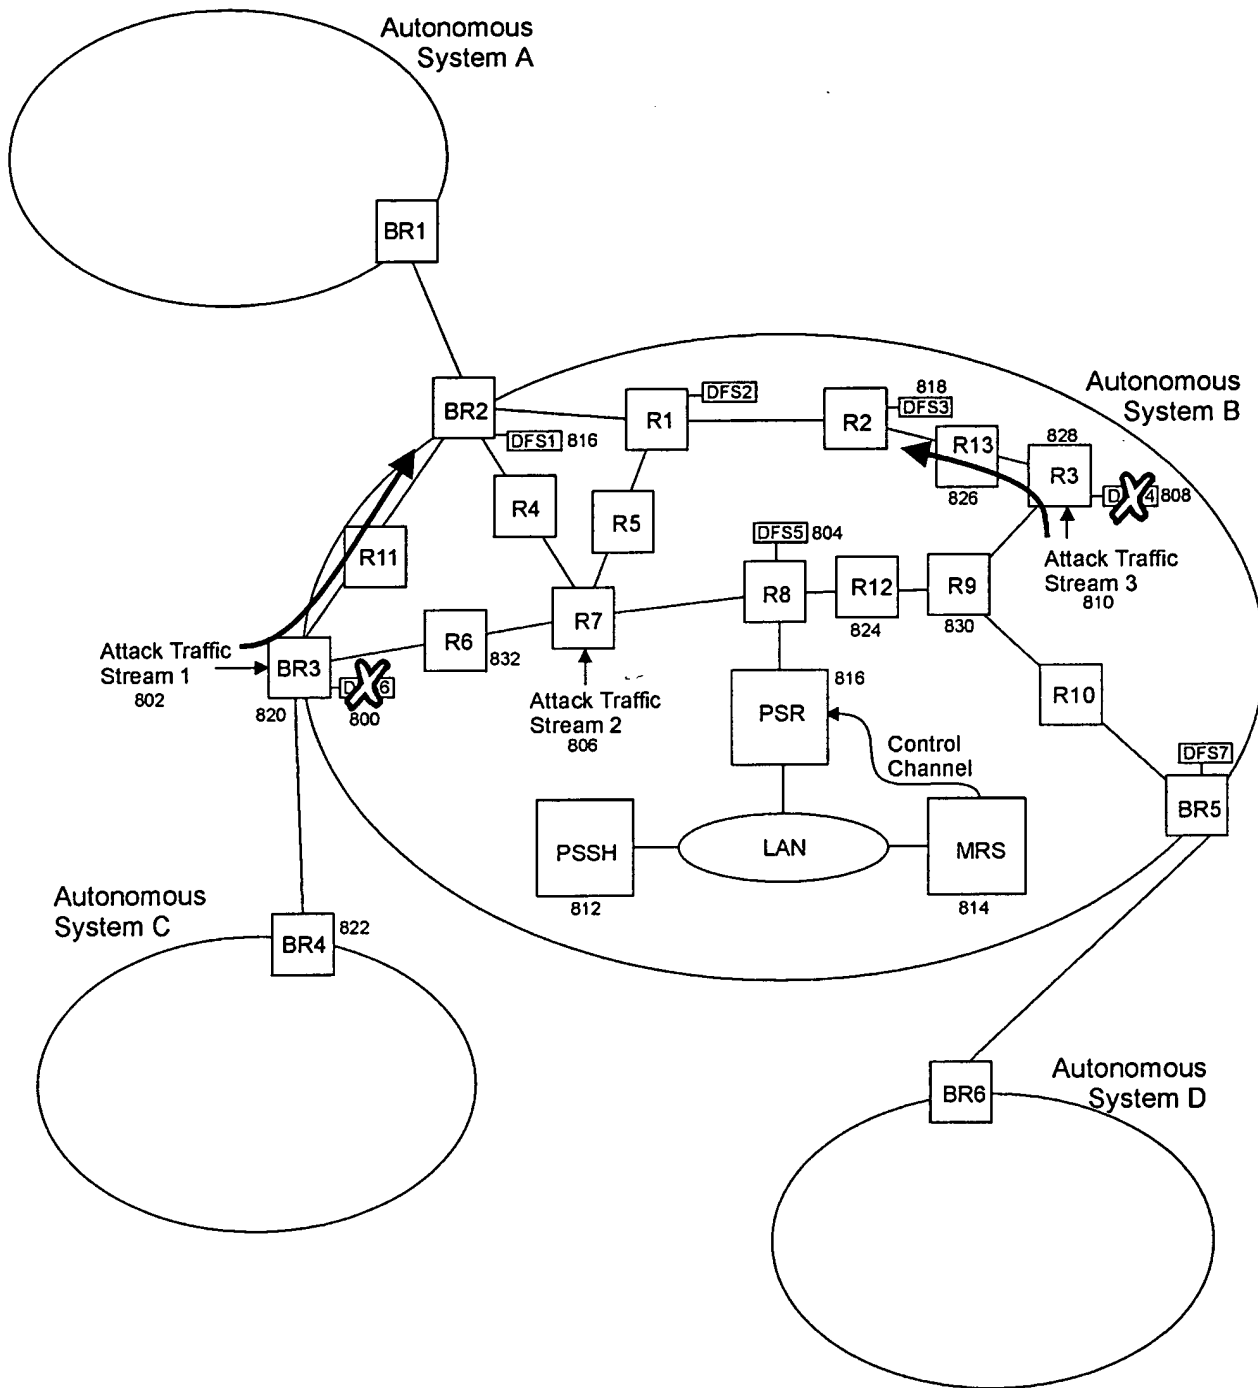 Autonomous
System A
BR1
Autonomous
System B
BR2
DFS1 816
R1
DFS2
R2
818
DFS3
R13
826
828
R3
808
R4
R5
R11
DFS5 804
Attack Traffic
Stream 3
810
R8
R12
824
R9
830
R7
R6
832
Attack Traffic
Stream 1
802
BR3
820
800
Attack Traffic
Stream 2
806
816
PSR
R10
Control
Channel
DFS7
BR5
PSSH
812
LAN
MRS
814
Autonomous
System C
BR4
822
BR6
Autonomous
System D